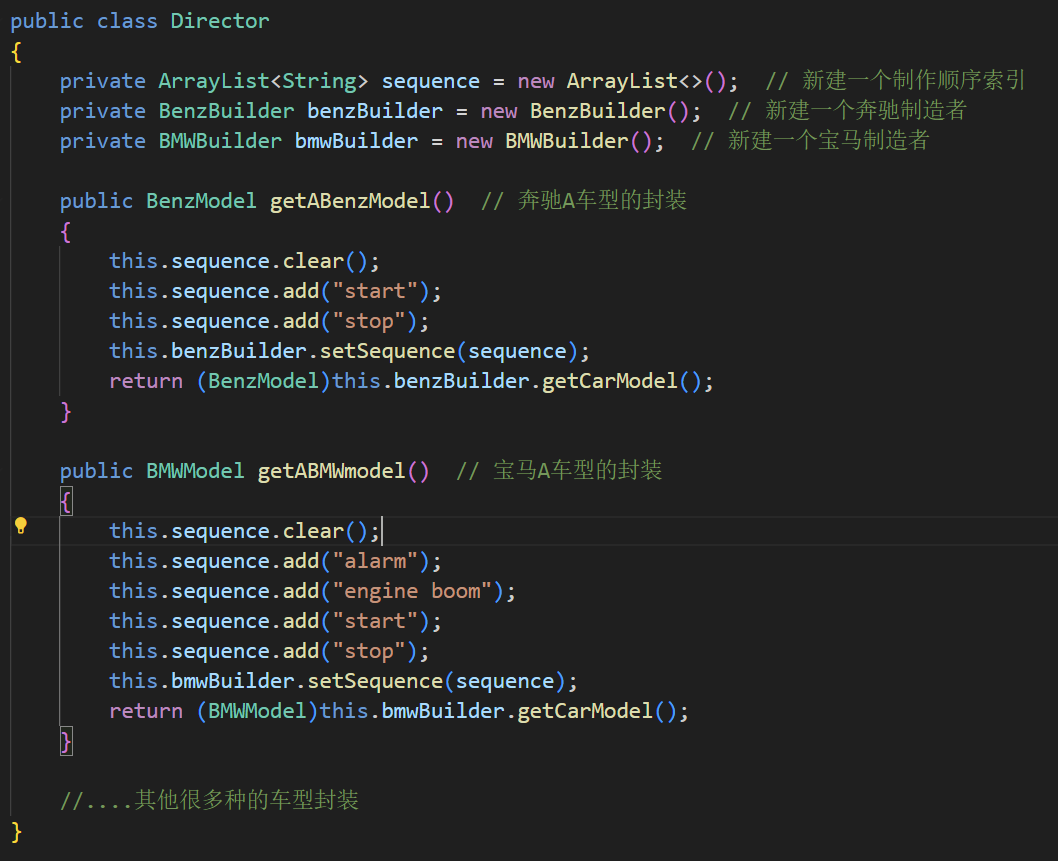 public class Director
{
    private ArrayList<String> sequence = new ArrayList<>();  // 新建一个制作顺序索引
    private BenzBuilder benzBuilder = new BenzBuilder();  // 新建一个奔驰制造者
    private BMWBuilder bmwBuilder = new BMWBuilder();  // 新建一个宝马制造者

    public BenzModel getABenzModel()  // 奔驰A车型的封装
    {
        this.sequence.clear();
        this.sequence.add("start");
        this.sequence.add("stop");
        this.benzBuilder.setSequence(sequence);
        return (BenzModel)this.benzBuilder.getCarModel();
    }

    public BMWModel getABMWmodel()  // 宝马A车型的封装
    {
        this.sequence.clear();
        this.sequence.add("alarm");
        this.sequence.add("engine boom");
        this.sequence.add("start");
        this.sequence.add("stop");
        this.bmwBuilder.setSequence(sequence);
        return (BMWModel)this.bmwBuilder.getCarModel();
    }

    //....其他很多种的车型封装
}